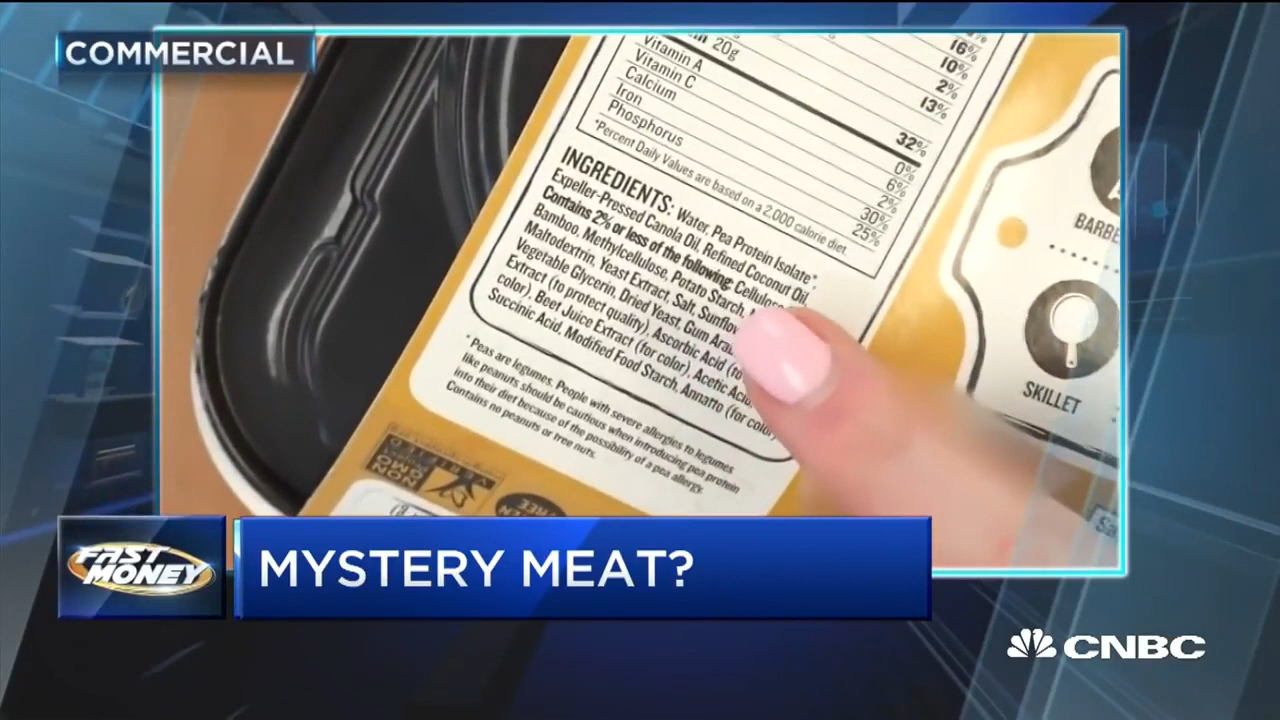 COMMERCIAL
20g
Vitamin A
Vitamin C
Calcium
Iron
Phosphorus
16%
10%
2%
13%
32%
0%
6%
2%
30%
25%
*Percent Daily Values are based on a 2,000 calorie diet.
INGREDIENTS: Water, Pea Protein Isolate*,
Expeller-Pressed Canola Oil, Refined Coconut Oil,
Contains 2% or less of the following: Cellulose
Bamboo, Methylcellulose, Potato Starch,
Maltodextrin, Yeast Extract, Salt,
Vegetable Glycerin, Dried Yeast, Gum
Extract (to protect quality), Ascorbic Acid (to
color), Beef Juice Extract (for color), Acetic Acid,
Succinic Acid, Modified Food Starch, Annatto (for color)
*Peas are legumes. People with severe allergies to legumes
like peanuts should be cautious when introducing pea protein
into their diet because of the possibility of a pea allergy.
Contains no peanuts or tree nuts.
NON
GMO
SKILLET
FAST
MONEY
MYSTERY MEAT?
CNBC